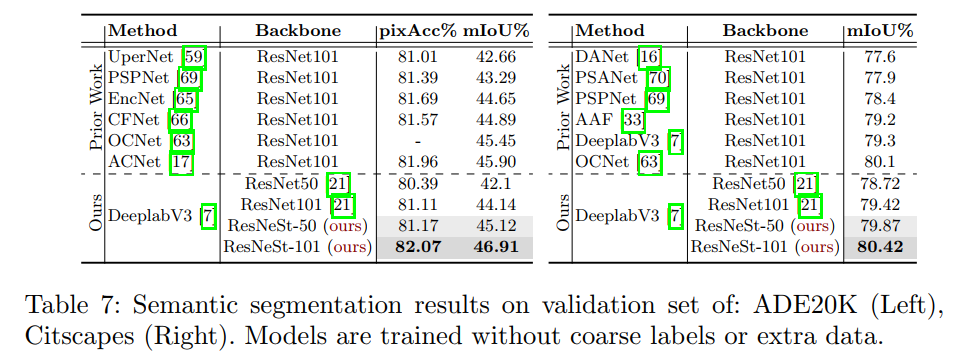 Method Backbone pixAcc% mIoU%
Prior Work
UperNet [59] ResNet101 81.01 42.66
PSPNet [69] ResNet101 81.39 43.29
EncNet [65] ResNet101 81.69 44.65
CFNet [66] ResNet101 81.57 44.89
OCNet [63] ResNet101 - 45.45
ACNet [17] ResNet101 81.96 45.90
Ours
DeeplabV3 [7]
ResNet50 [21] 80.39 42.1
ResNet101 [21] 81.11 44.14
ResNeSt-50 (ours) 81.17 45.12
ResNeSt-101 (ours) 82.07 46.91
Method Backbone mIoU%
Prior Work
DANet [16] ResNet101 77.6
PSANet [70] ResNet101 77.9
PSPNet [69] ResNet101 78.4
AAF [33] ResNet101 79.2
DeeplabV3 [7] ResNet101 79.3
OCNet [63] ResNet101 80.1
Ours
DeeplabV3 [7]
ResNet50 [21] 78.72
ResNet101 [21] 79.42
ResNeSt-50 (ours) 79.87
ResNeSt-101 (ours) 80.42
Table 7: Semantic segmentation results on validation set of: ADE20K (Left),
Citscapes (Right). Models are trained without coarse labels or extra data.